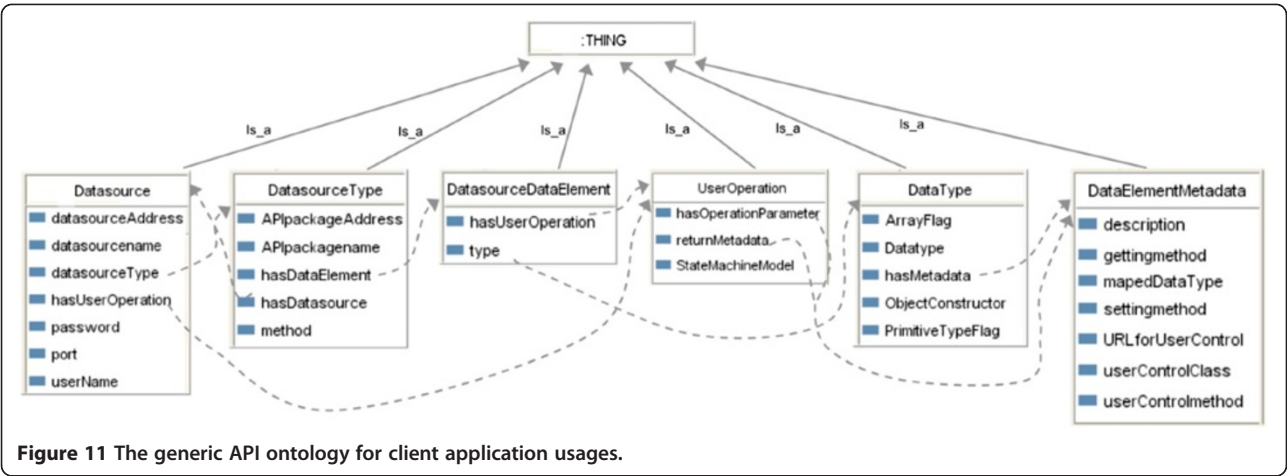 :THING
Is_a
Is_a
Is_a
Is_a
Is_a
Is_a
Datasource
datasourceAddress
datasourcename
datasourceType
hasUserOperation
password
port
userName
DatasourceType
APIpackageAddress
APIpackagename
hasDataElement
hasDatasource
method
DatasourceDataElement
hasUserOperation
type
UserOperation
hasOperationParameter
returnMetadata
StateMachineModel
DataType
ArrayFlag
Datatype
hasMetadata
ObjectConstructor
PrimitiveTypeFlag
DataElementMetadata
description
gettingmethod
mapedDataType
settingmethod
URLforUserControl
userControlClass
userControlmethod
Figure 11 The generic API ontology for client application usages.